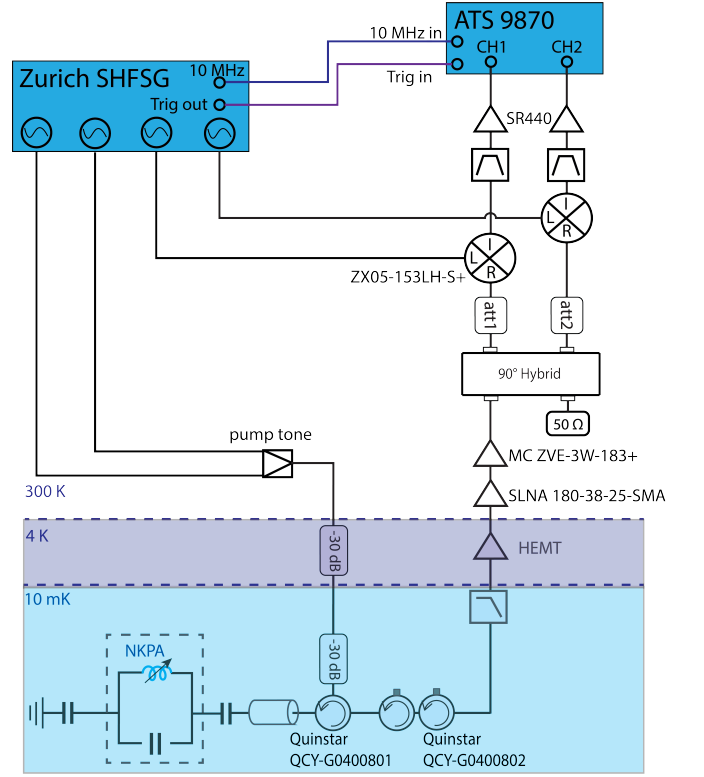 ATS 9870
10 MHz in
CH1
CH2
Zurich SHFSG
10 MHz
Trig in
Trig out
SR440
I
L
R
I
L
R
ZX05-153LH-S+
att1
att2
90° Hybrid
50 Ω
pump tone
MC ZVE-3W-183+
300 K
SLNA 180-38-25-SMA
4 K
-30 dB
HEMT
10 mK
NKPA
-30 dB
Quinstar
QCY-G0400801
Quinstar
QCY-G0400802